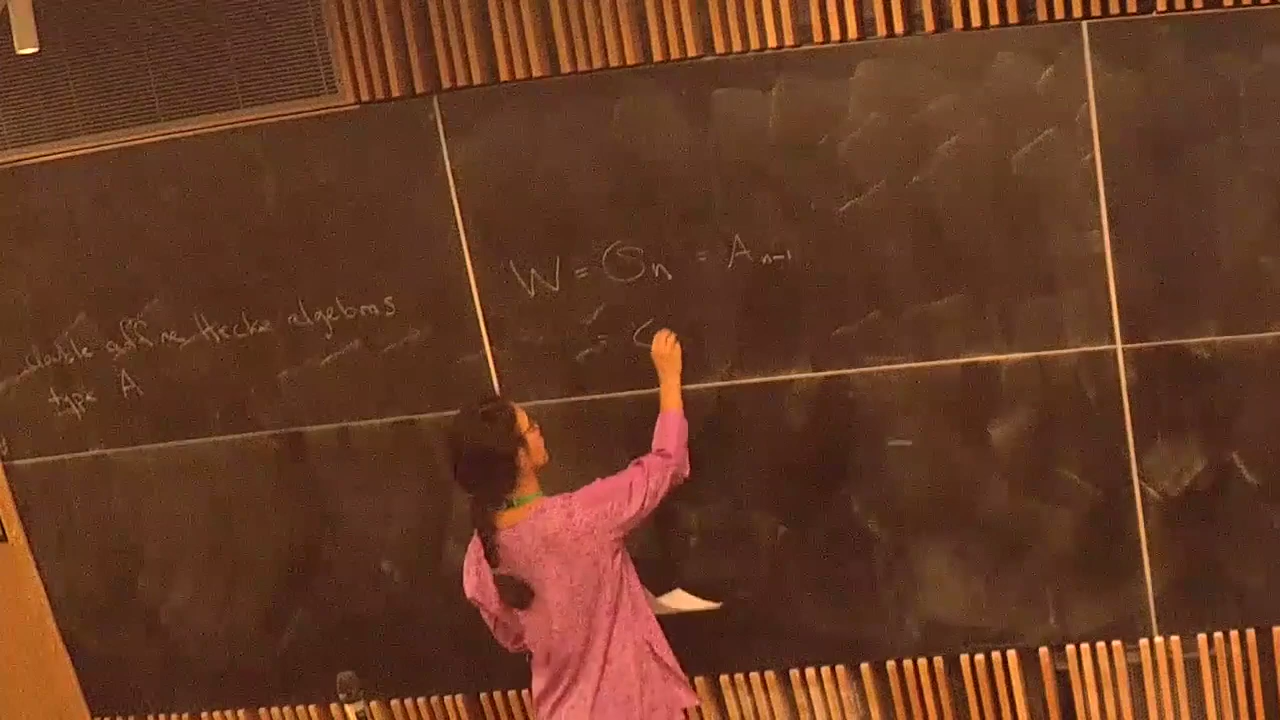 double affine Hecke algebras
type A
W = 𝔖n = An-1
=